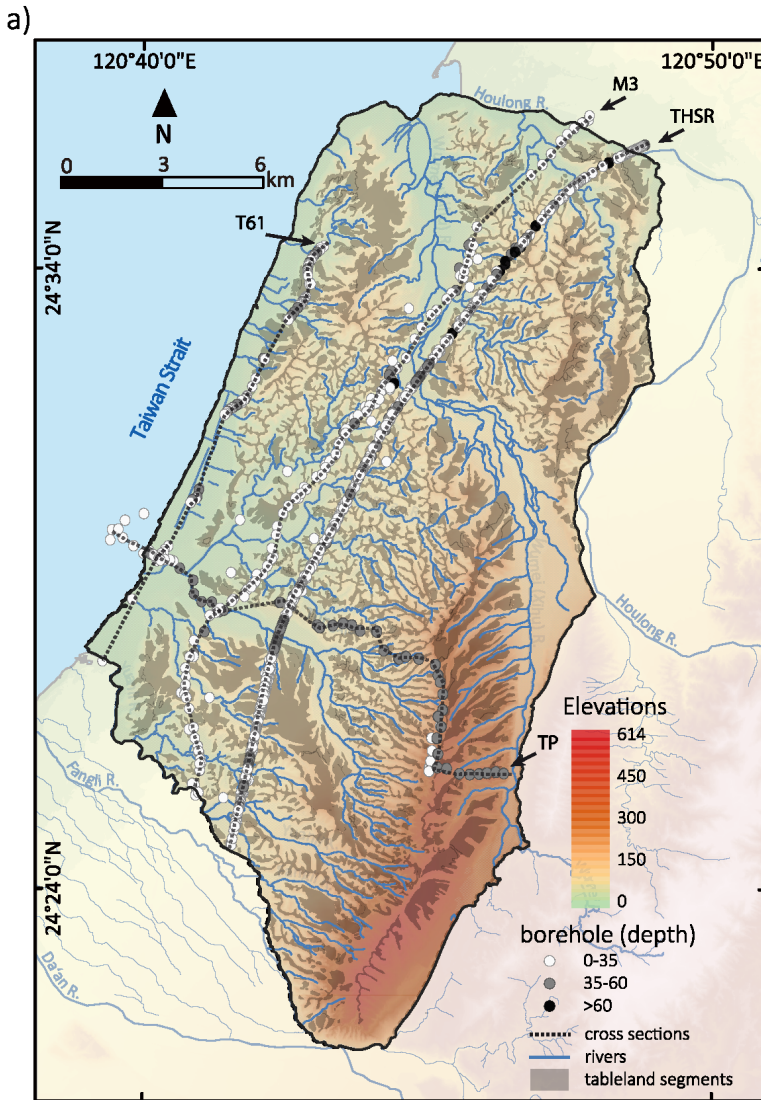 a)
120°40'0"E
120°50'0"E
N
0 3 6
km
Houlong R.
M3
THSR
T61
24°34'0"N
Taiwan Strait
Houlong R.
TP
Fangli R.
24°24'0"N
Da'an R.
Elevations
614
450
300
150
0
borehole (depth)
0-35
35-60
>60
cross sections
rivers
tableland segments